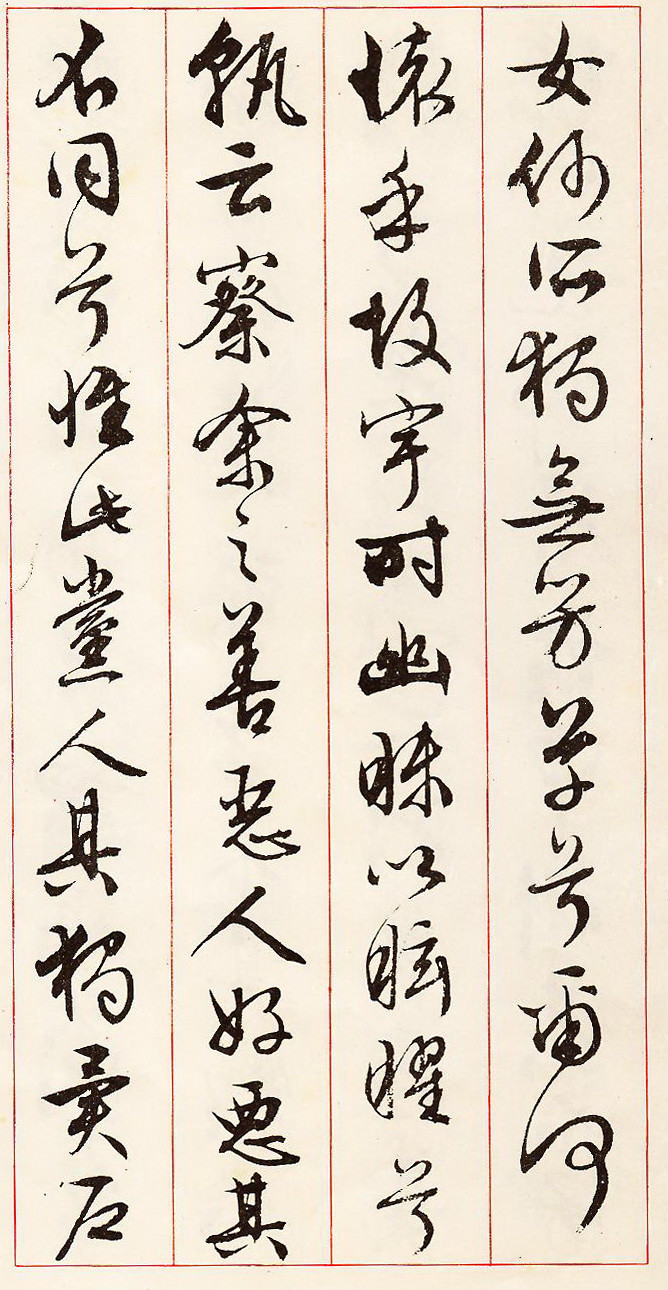 女何所獨無芳草兮爾何
懷乎故宇時幽昧以眩曜兮
孰云察余之善惡人好惡其
不同兮惟此黨人其獨異戶